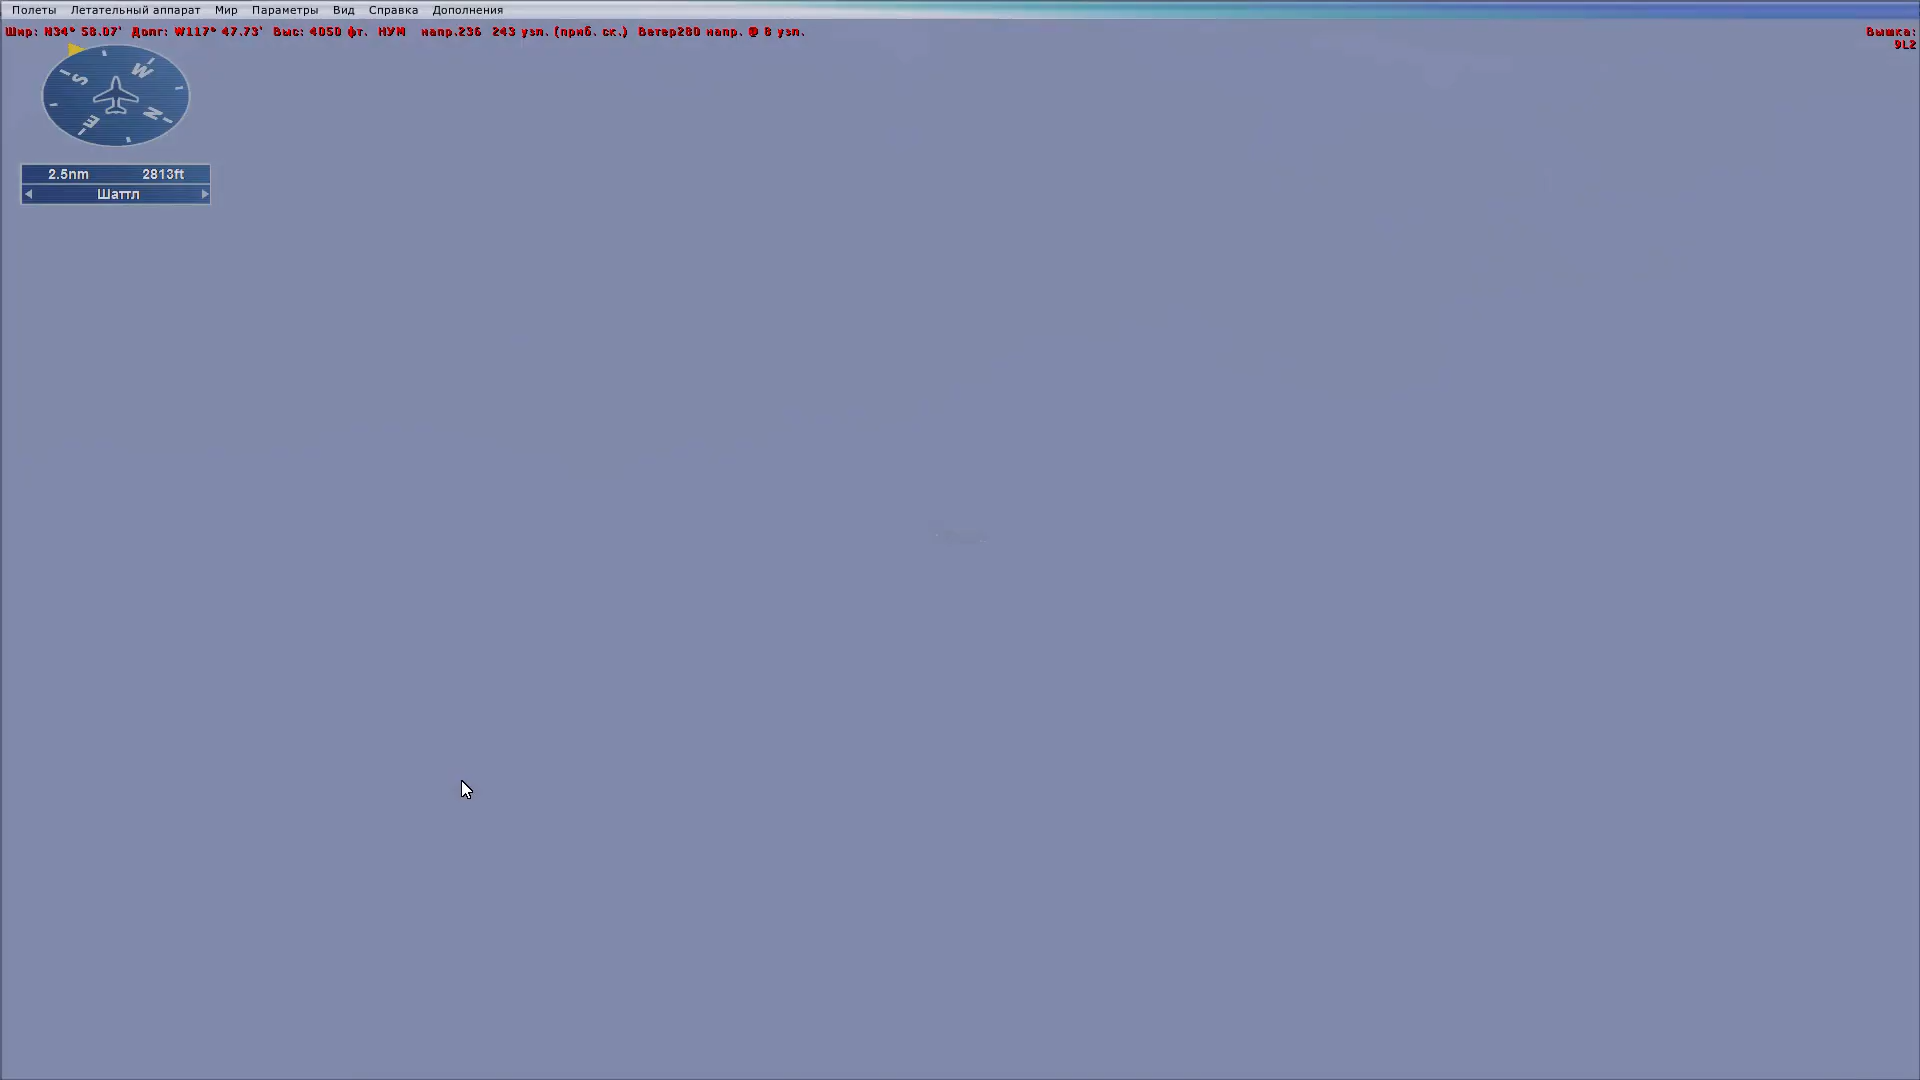 Полеты Летательный аппарат Мир Параметры Вид Справка Дополнения
Шир: N34° 58.07' Долг: W117° 47.73' Выс: 4050 фт. НУМ напр.236 243 узл. (приб. ск.) Ветер280 напр. @ 8 узл.
Вышка:
9L2
S W
E N
2.5nm 2813ft
Шаттл